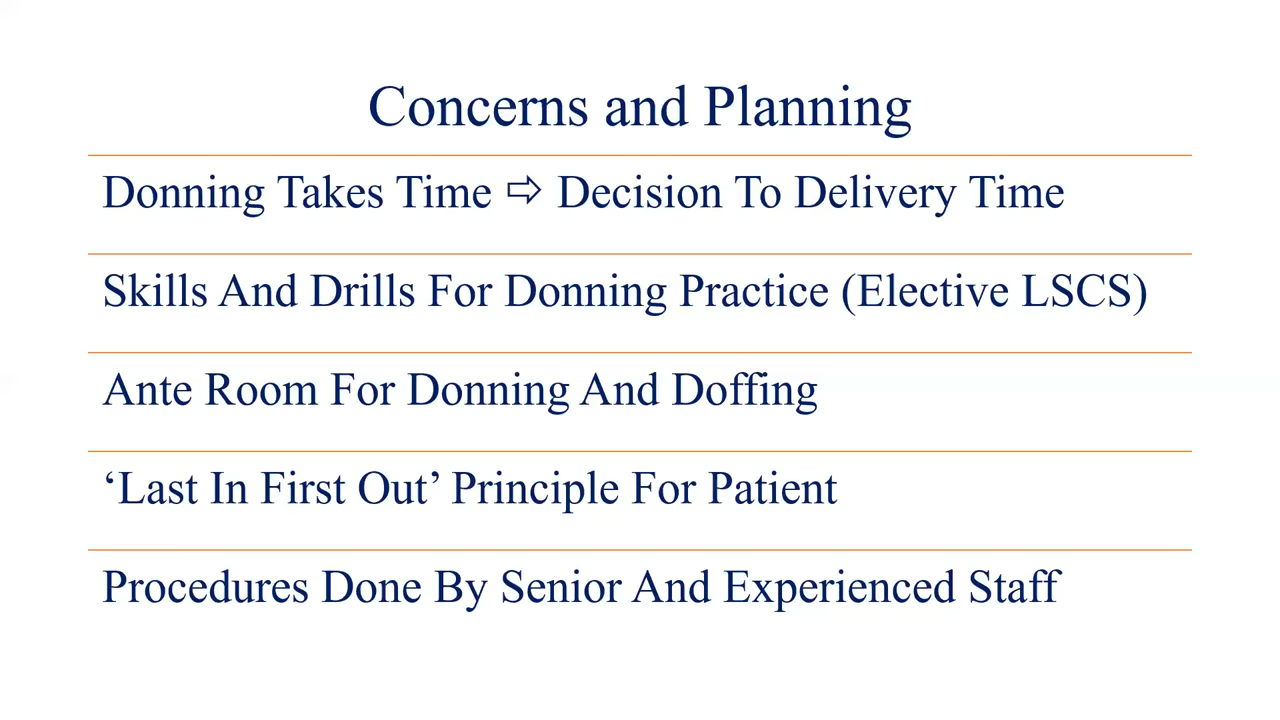 Concerns and Planning
Donning Takes Time ⇨ Decision To Delivery Time
Skills And Drills For Donning Practice (Elective LSCS)
Ante Room For Donning And Doffing
‘Last In First Out’ Principle For Patient
Procedures Done By Senior And Experienced Staff